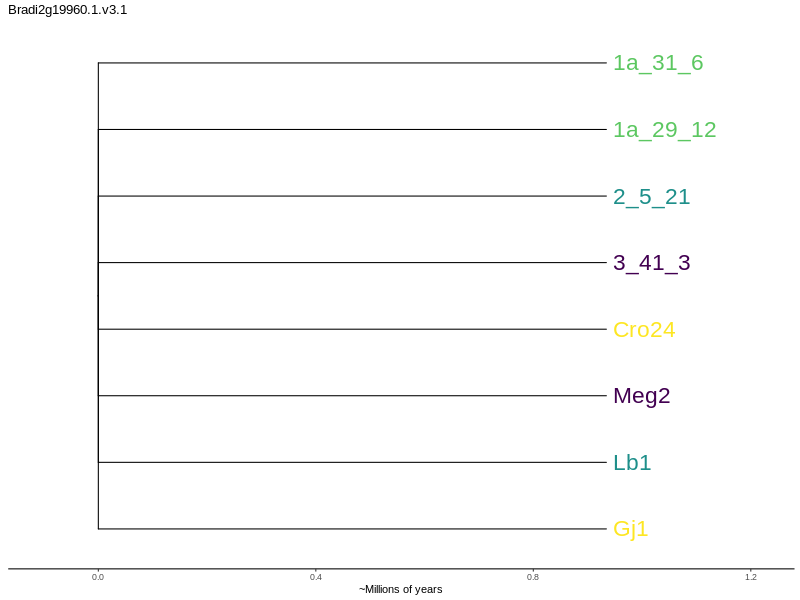 Bradi2g19960.1.v3.1
1a_31_6
1a_29_12
2_5_21
3_41_3
Cro24
Meg2
Lb1
Gj1
0.0 0.4 0.8 1.2
~Millions of years